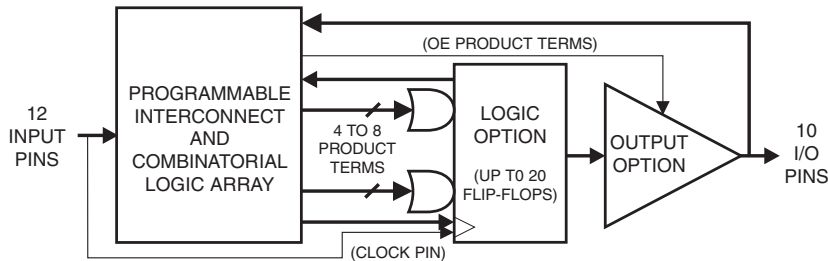 12
INPUT
PINS
PROGRAMMABLE
INTERCONNECT
AND
COMBINATORIAL
LOGIC ARRAY
(OE PRODUCT TERMS)
4 TO 8
PRODUCT
TERMS
LOGIC
OPTION
(UP T0 20
FLIP-FLOPS)
OUTPUT
OPTION
10
I/O
PINS
(CLOCK PIN)